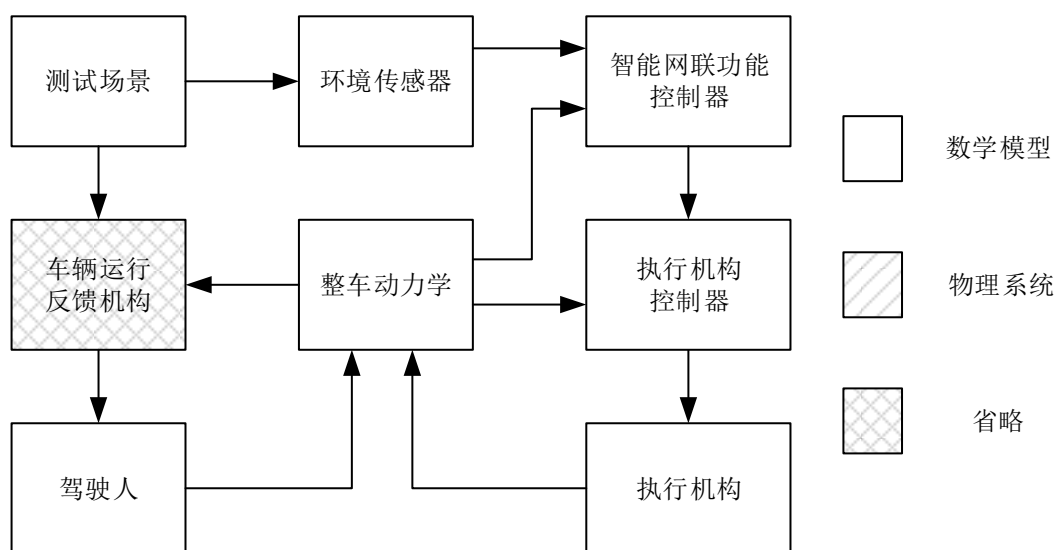 测试场景
环境传感器
智能网联功能
控制器
数学模型
车辆运行
反馈机构
整车动力学
执行机构
控制器
物理系统
驾驶人
执行机构
省略